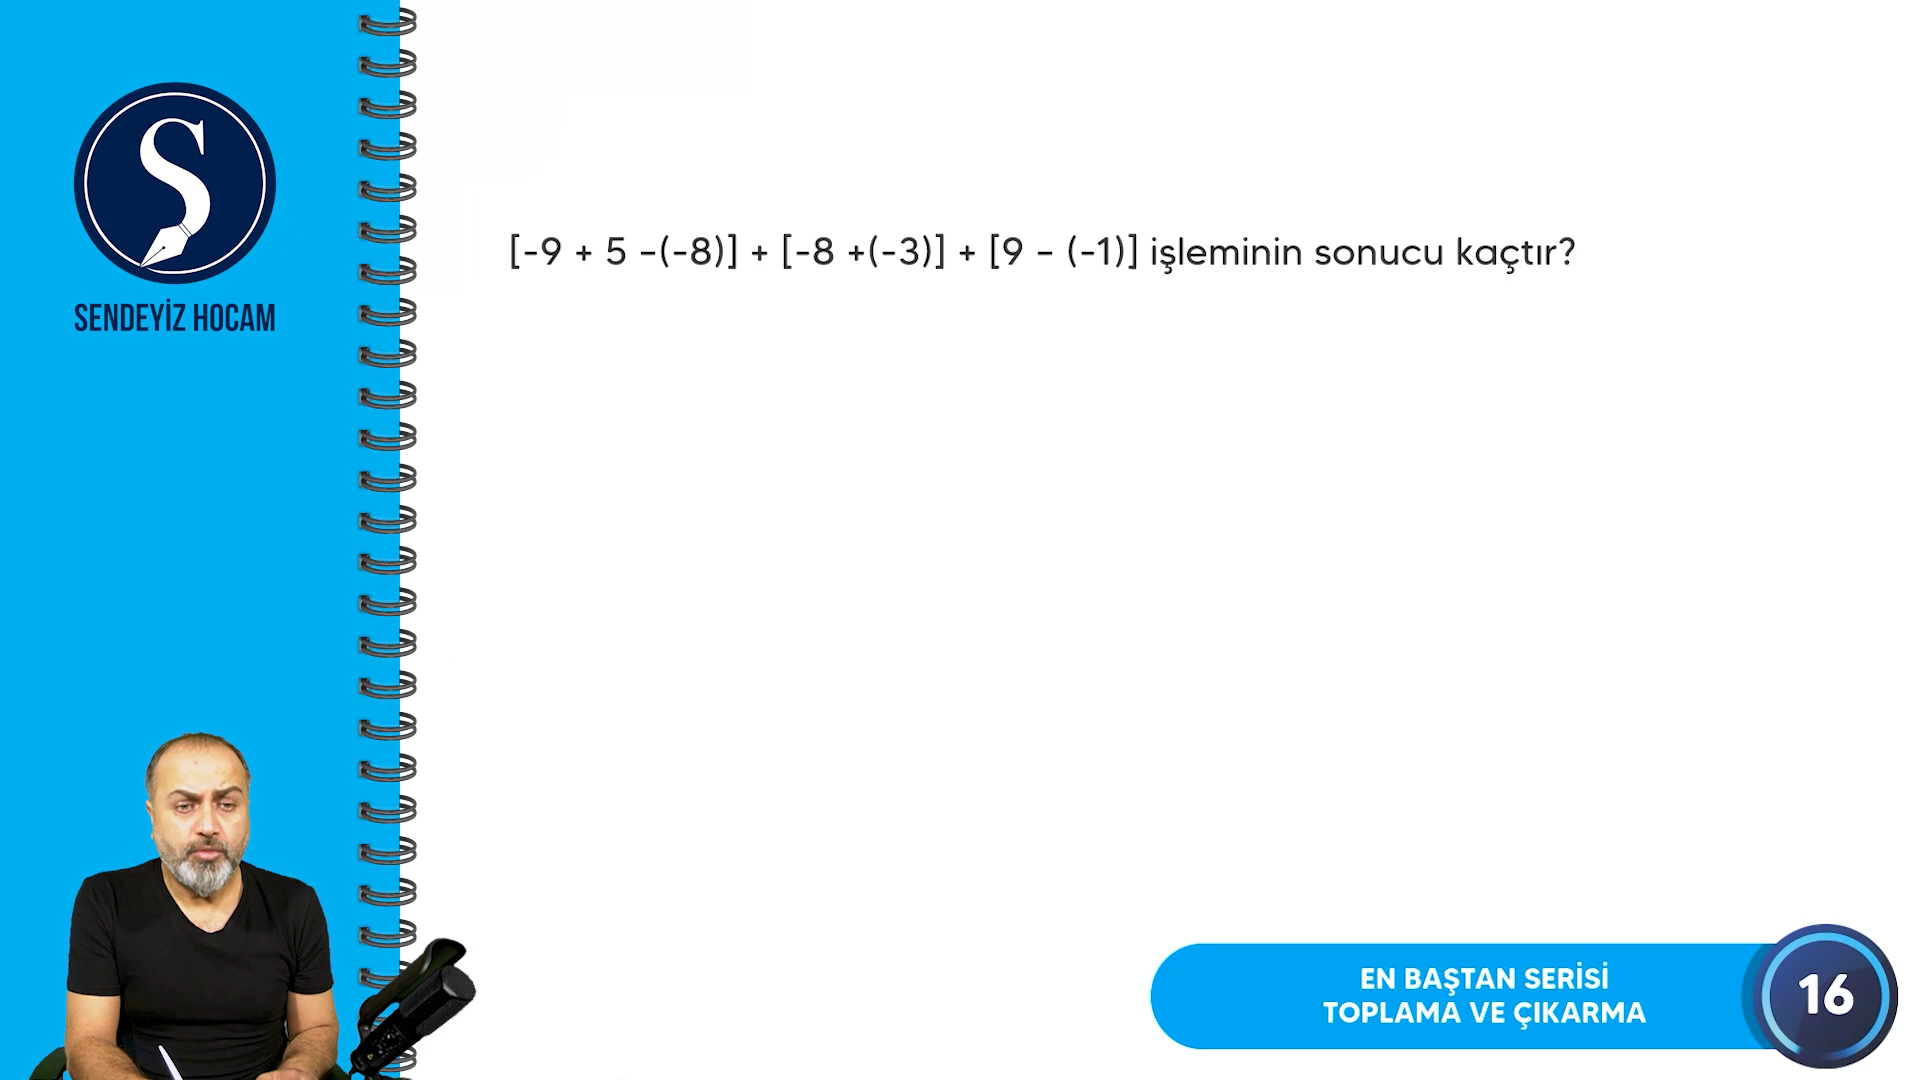 SENDEYİZ HOCAM
[-9 + 5 -(-8)] + [-8 +(-3)] + [9 - (-1)] işleminin sonucu kaçtır?
EN BAŞTAN SERİSİ
TOPLAMA VE ÇIKARMA
16